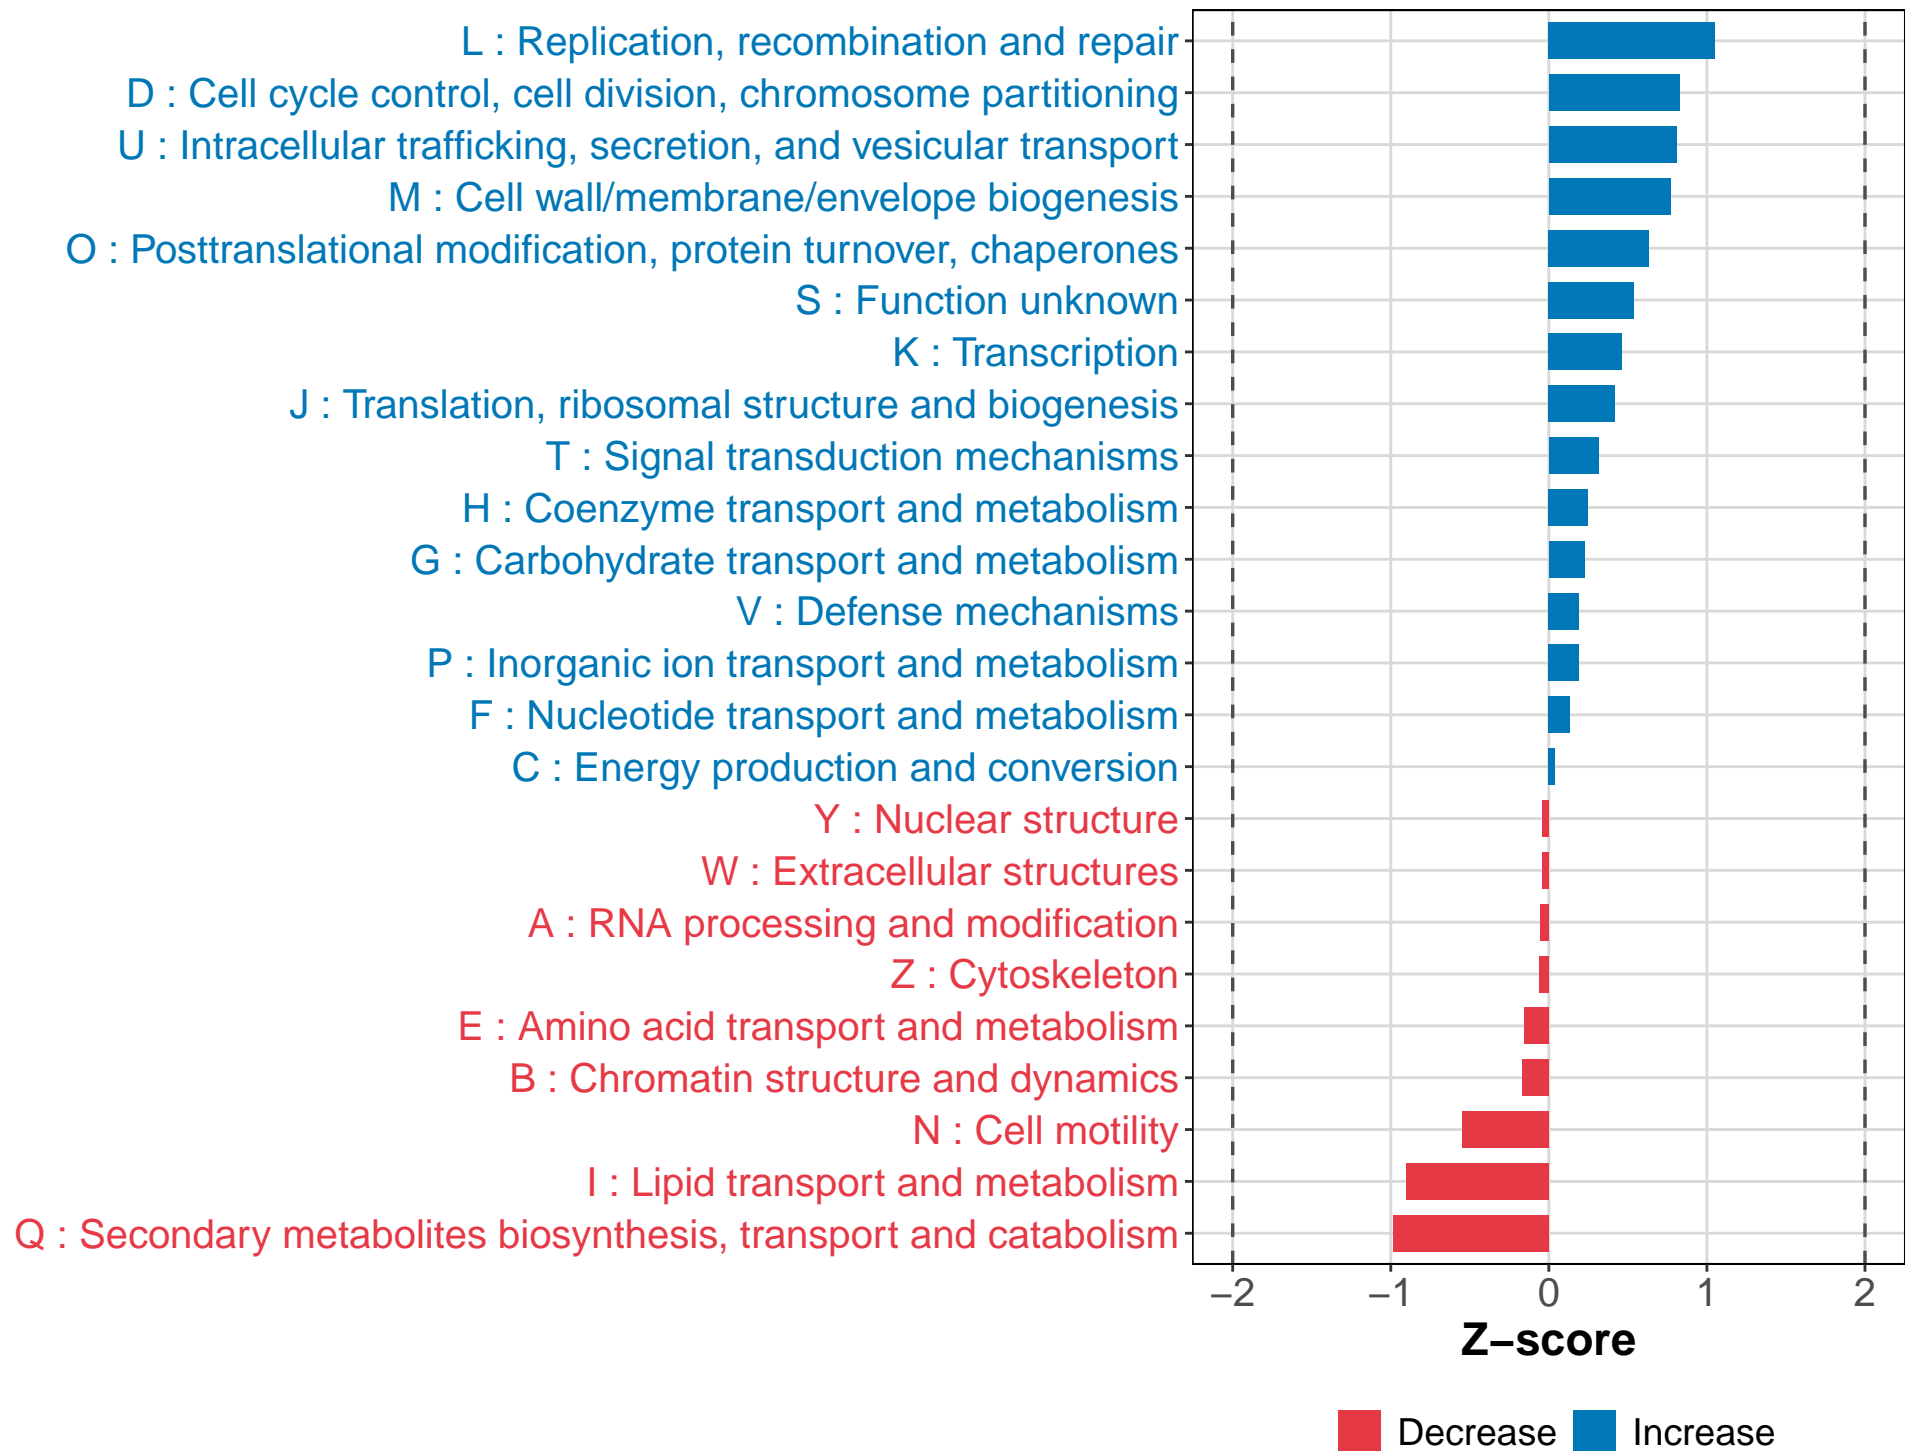 L : Replication, recombination and repair
D : Cell cycle control, cell division, chromosome partitioning
U : Intracellular trafficking, secretion, and vesicular transport
M : Cell wall/membrane/envelope biogenesis
O : Posttranslational modification, protein turnover, chaperones
S : Function unknown
K : Transcription
J : Translation, ribosomal structure and biogenesis
T : Signal transduction mechanisms
H : Coenzyme transport and metabolism
G : Carbohydrate transport and metabolism
V : Defense mechanisms
P : Inorganic ion transport and metabolism
F : Nucleotide transport and metabolism
C : Energy production and conversion
Y : Nuclear structure
W : Extracellular structures
A : RNA processing and modification
Z : Cytoskeleton
E : Amino acid transport and metabolism
B : Chromatin structure and dynamics
N : Cell motility
I : Lipid transport and metabolism
Q : Secondary metabolites biosynthesis, transport and catabolism
−2 −1 0 1 2
Z−score
Decrease Increase